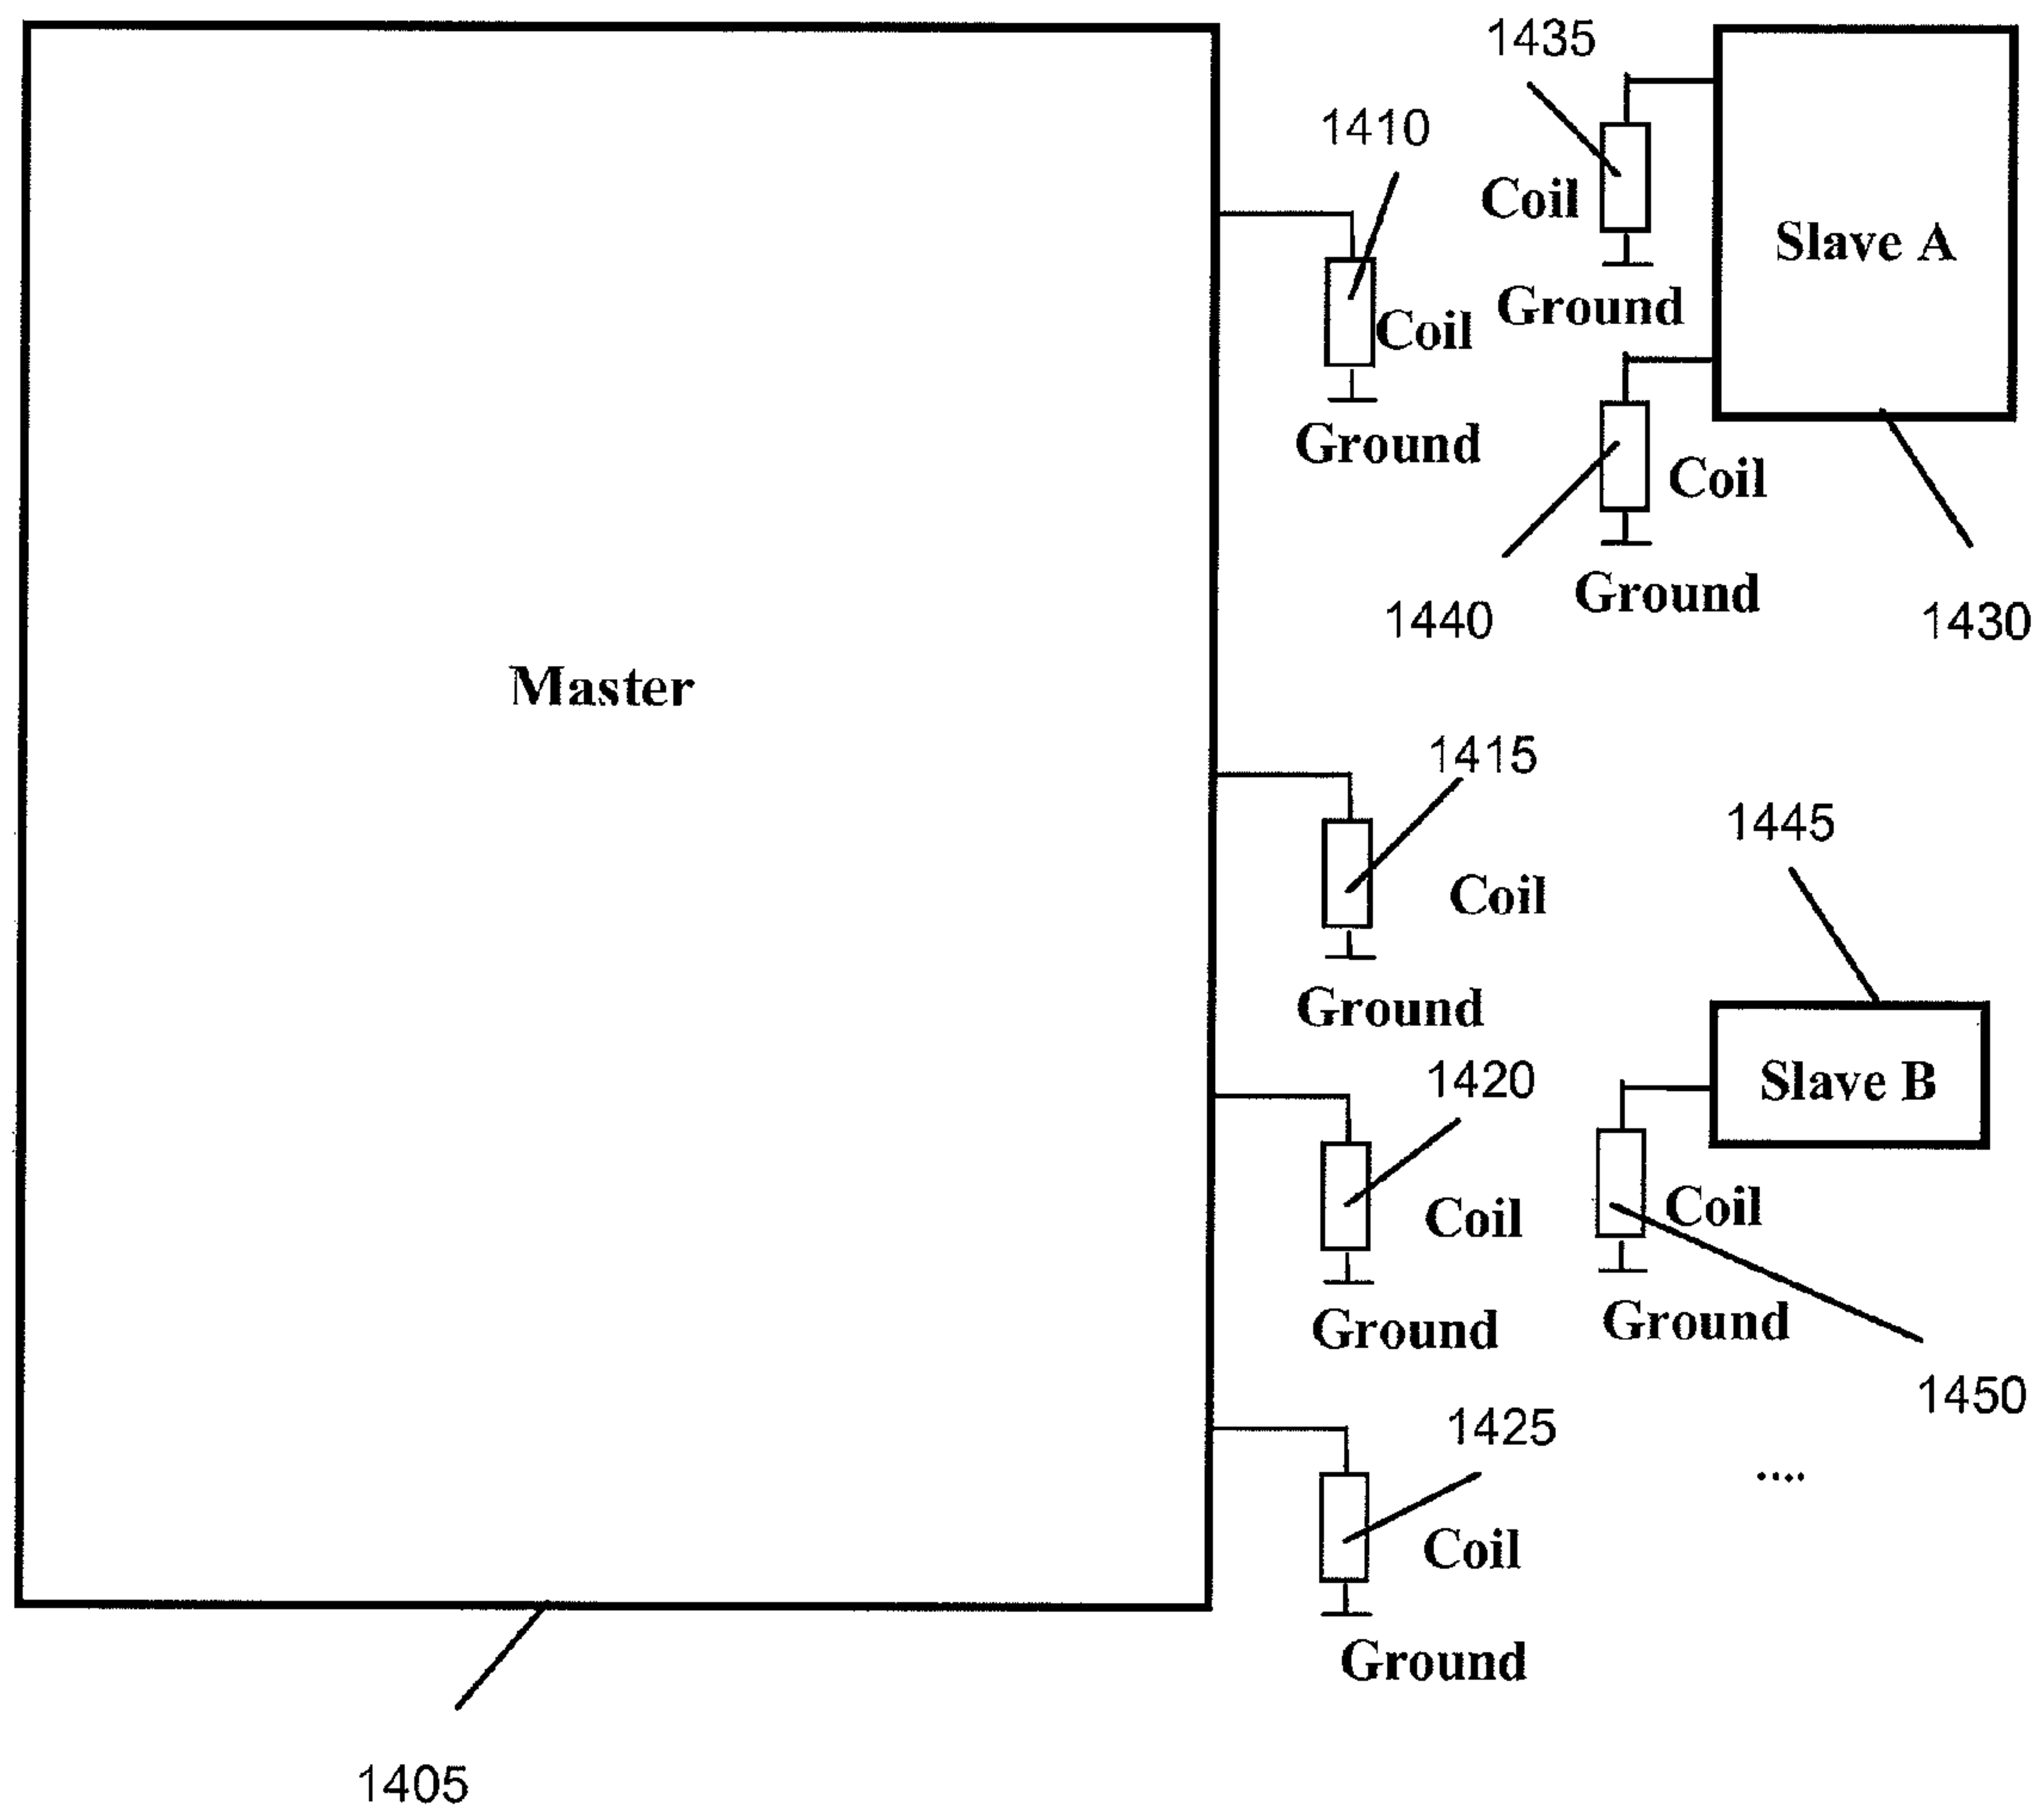 1435
1410
Coil
Slave A
Ground
Coil
Ground
Coil
1440
Ground
1430
Master
1415
1445
Coil
Ground
1420
Slave B
Coil
Coil
Ground
Ground
1450
1425
....
Coil
Ground
1405